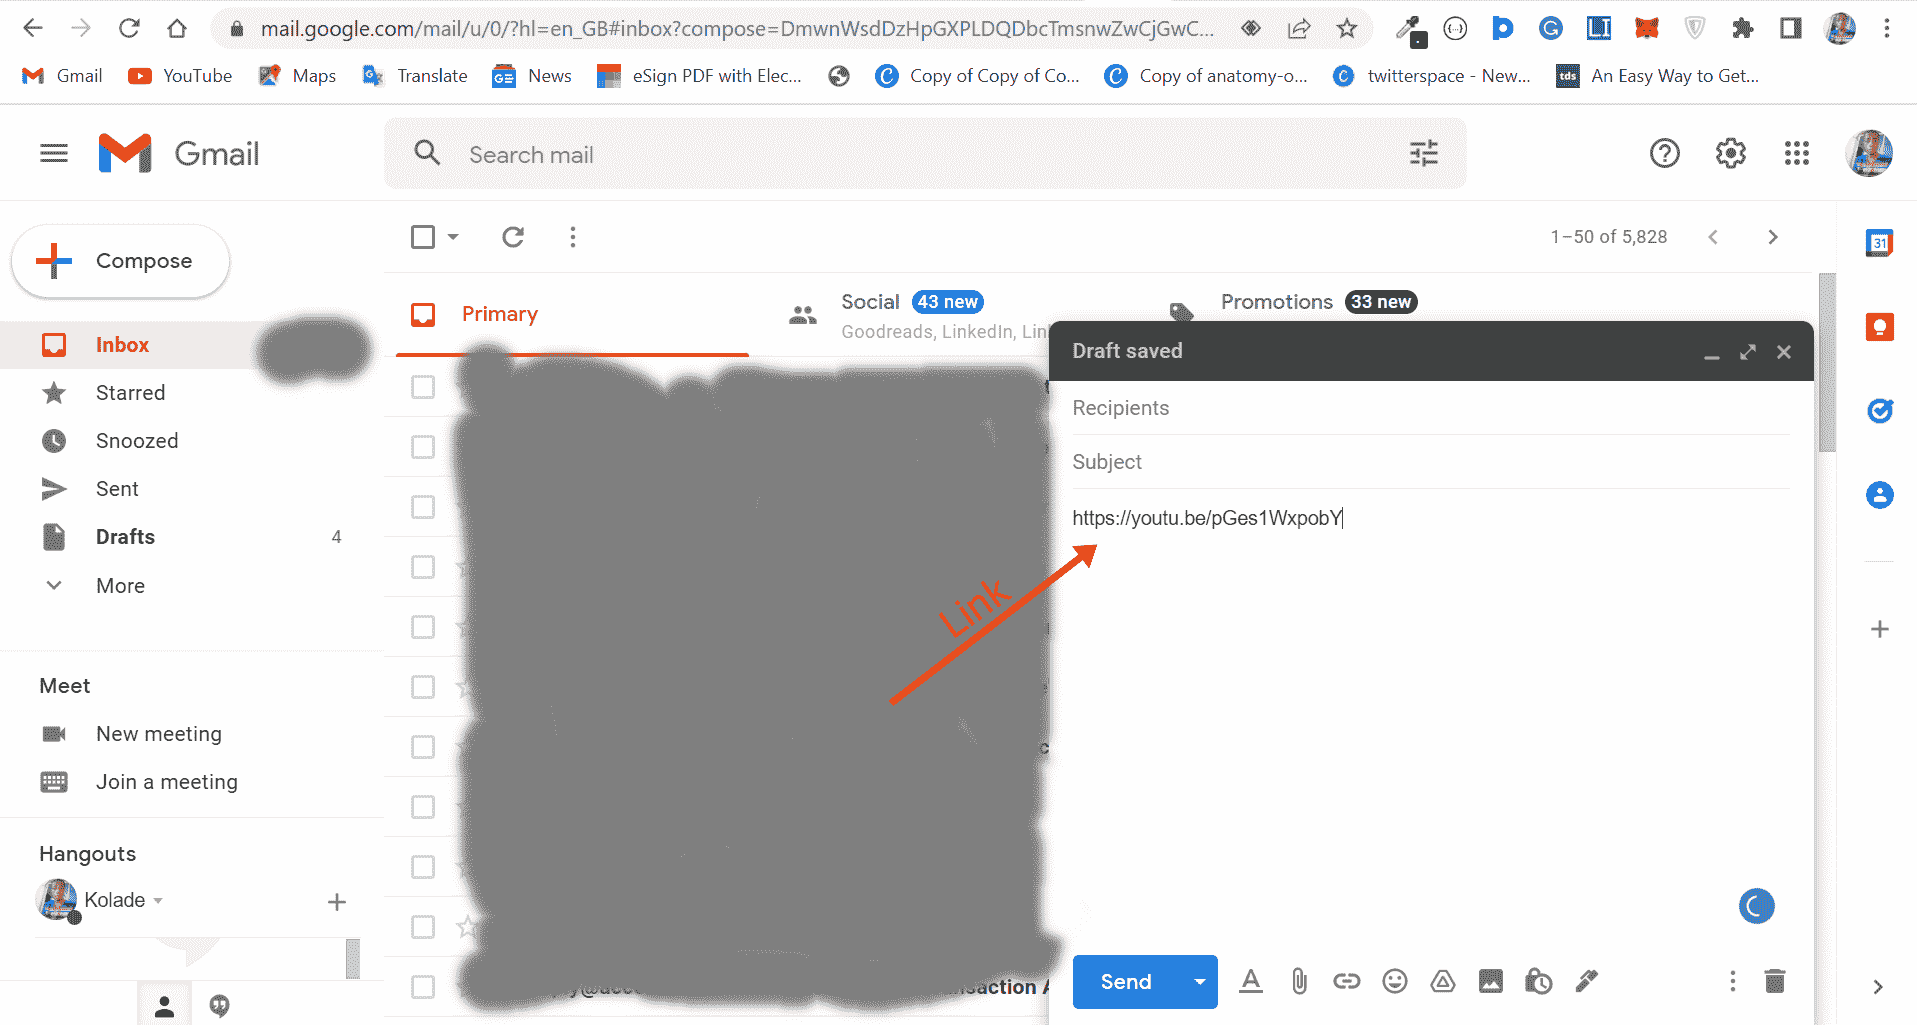 mail.google.com/mail/u/0/?hl=en_GB#inbox?compose=DmwnWsdDzHpGXPLDQDbcTmsnwZwCjGwC...
Gmail YouTube Maps Translate News eSign PDF with Elec... Copy of Copy of Co... Copy of anatomy-o... twitterspace - New... tds An Easy Way to Get...
Gmail
Search mail
Compose
1–50 of 5,828
31
Primary
Social 43 new
Goodreads, LinkedIn, Lin
Promotions 33 new
Inbox
Starred
Snoozed
Sent
Drafts 4
More
Draft saved
Recipients
Subject
https://youtu.be/pGes1WxpobY
Link
Meet
New meeting
Join a meeting
Hangouts
Kolade
Send